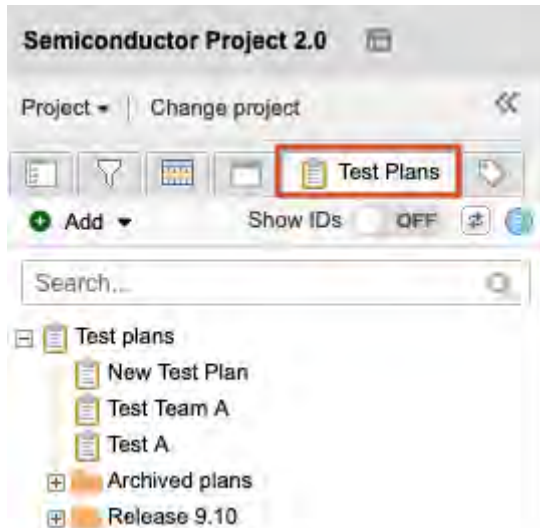 Semiconductor Project 2.0
Project | Change project
Test Plans
Add Show IDs OFF
Search...
Test plans
New Test Plan
Test Team A
Test A
Archived plans
Release 9.10